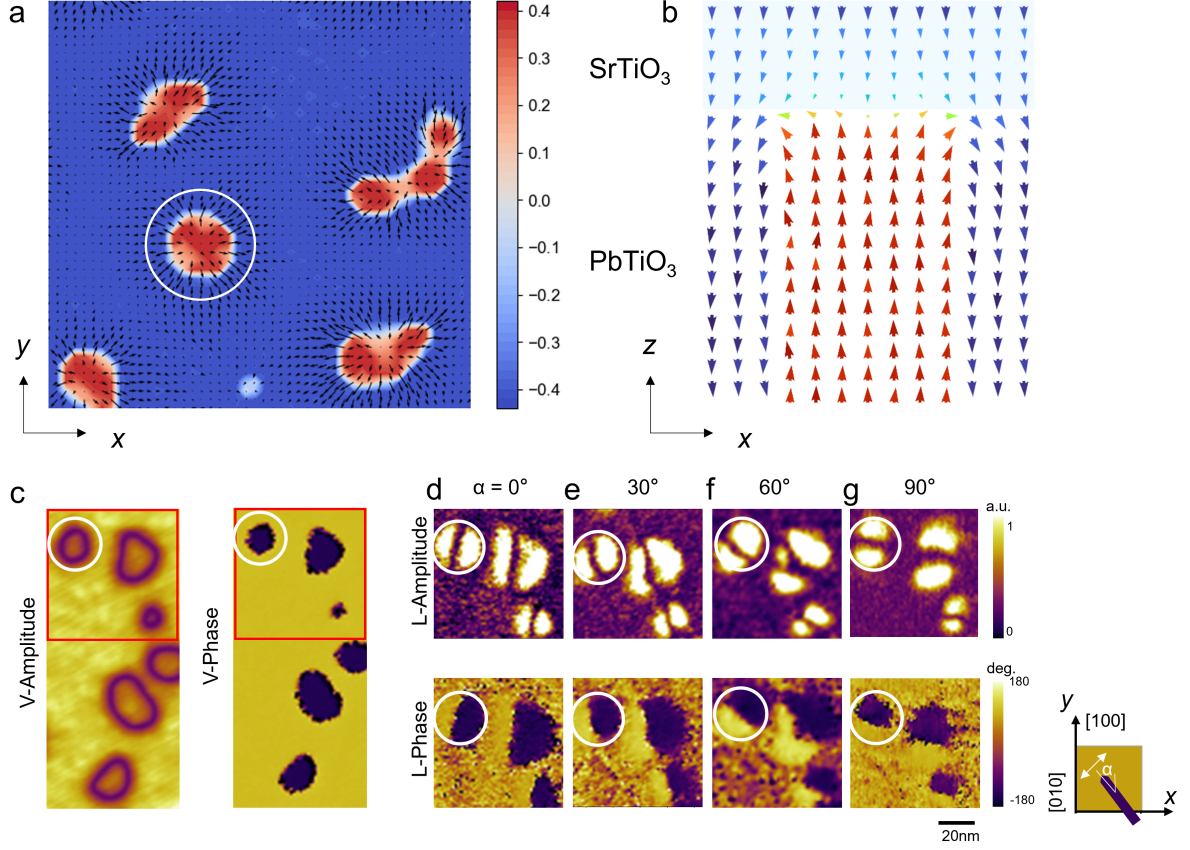 a
0.4
0.3
0.2
0.1
0.0
−0.1
−0.2
−0.3
−0.4
y
x
b
SrTiO3
PbTiO3
z
x
c
V-Amplitude
V-Phase
d α = 0° e 30° f 60° g 90°
L-Amplitude
a.u.
1
0
L-Phase
deg.
180
-180
20nm
y
[100]
[010]
α
x